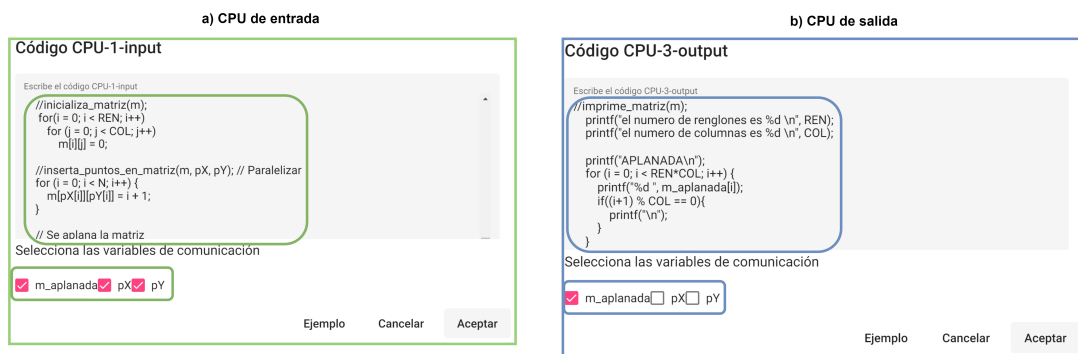 a) CPU de entrada
Código CPU-1-input
Escribe el código CPU-1-input
//inicializa_matriz(m);
for(i = 0; i < REN; i++)
for (j = 0; j < COL; j++)
m[i][j] = 0;
//inserta_puntos_en_matriz(m, pX, pY); // Paralelizar
for (i = 0; i < N; i++) {
m[pX[i]][pY[i]] = i + 1;
}
// Se aplana la matriz
Selecciona las variables de comunicación
m_aplanada pX pY
Ejemplo Cancelar Aceptar
b) CPU de salida
Código CPU-3-output
Escribe el código CPU-3-output
//imprime_matriz(m);
printf("el numero de renglones es %d \n", REN);
printf("el numero de columnas es %d \n", COL);
printf("APLANADA\n");
for (i = 0; i < REN*COL; i++) {
printf("%d ", m_aplanada[i]);
if((i+1) % COL == 0){
printf("\n");
}
}
Selecciona las variables de comunicación
m_aplanada pX pY
Ejemplo Cancelar Aceptar